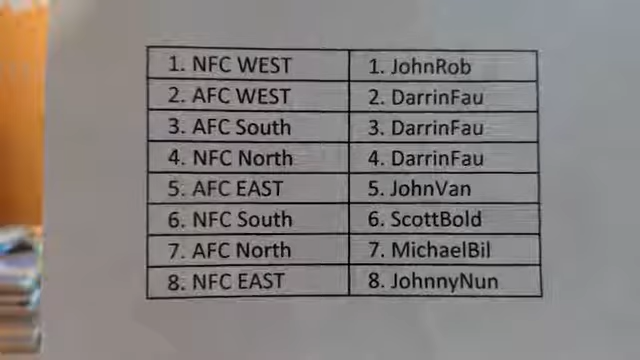 1. NFC WEST 1. JohnRob
2. AFC WEST 2. DarrinFau
3. AFC South 3. DarrinFau
4. NFC North 4. DarrinFau
5. AFC EAST 5. JohnVan
6. NFC South 6. ScottBold
7. AFC North 7. MichaelBil
8. NFC EAST 8. JohnnyNun